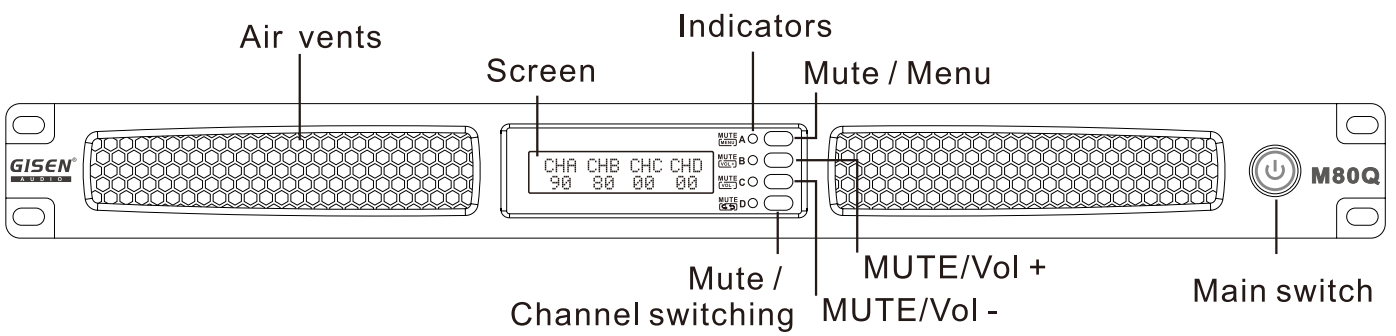 Air vents
Screen
Indicators
Mute / Menu
GISEN®
AUDIO
CHA CHB CHC CHD
90 80 00 00
MUTE
MENU
A
MUTE
VOL+
B
MUTE
VOL-
C
MUTE
D
M80Q
Mute /
Channel switching
MUTE/Vol +
MUTE/Vol -
Main switch